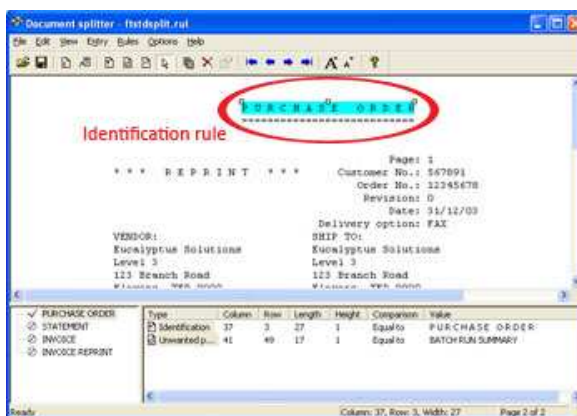 Document splitter - ftstdsplit.rul
File Edit View Entry Rules Options Help
PURCHASE ORDER
Identification rule
Page: 1
* * * REPRINT * * * Customer No.: 567891
Order No.: 12345678
Revision: 0
Date: 31/12/03
Delivery option: FAX
VENDOR: SHIP TO:
Eucalyptus Solutions Eucalyptus Solutions
Level 3 Level 3
123 Branch Road 123 Branch Road
PURCHASE ORDER
STATEMENT
INVOICE
INVOICE REPRINT
Type Column Row Length Height Comparison Value
Identification 37 3 27 1 Equal to PURCHASE ORDER
Unwanted p... 41 49 17 1 Equal to BATCH RUN SUMMARY
Ready Column: 37, Row: 3, Width: 27 Page 2 of 2